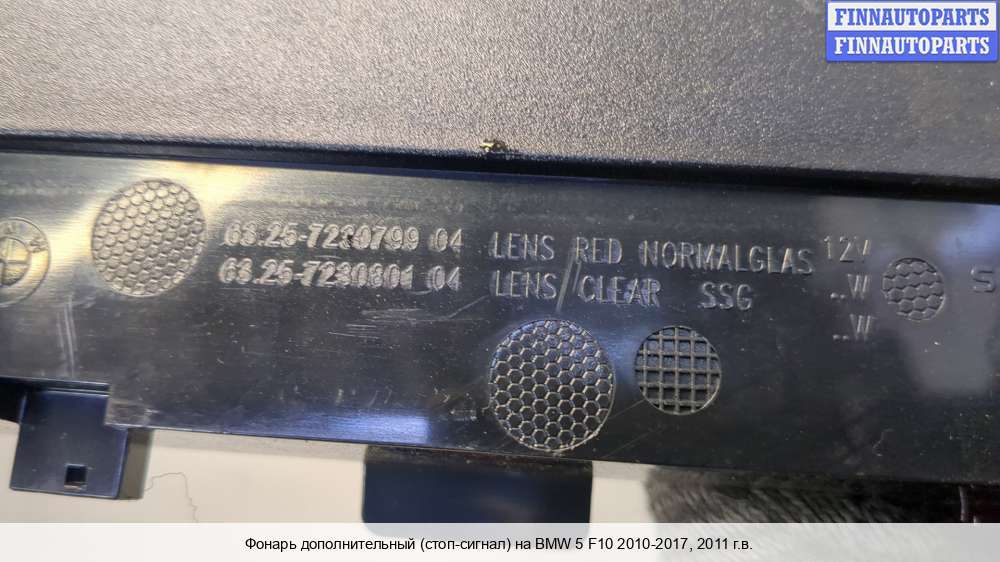 FINNAUTOPARTS
FINNAUTOPARTS
63.25-7230799 04 LENS RED NORMALGLAS 12V
63.25-7230801 04 LENS/CLEAR SSG ..W
..W
S
Фонарь дополнительный (стоп-сигнал) на BMW 5 F10 2010-2017, 2011 г.в.